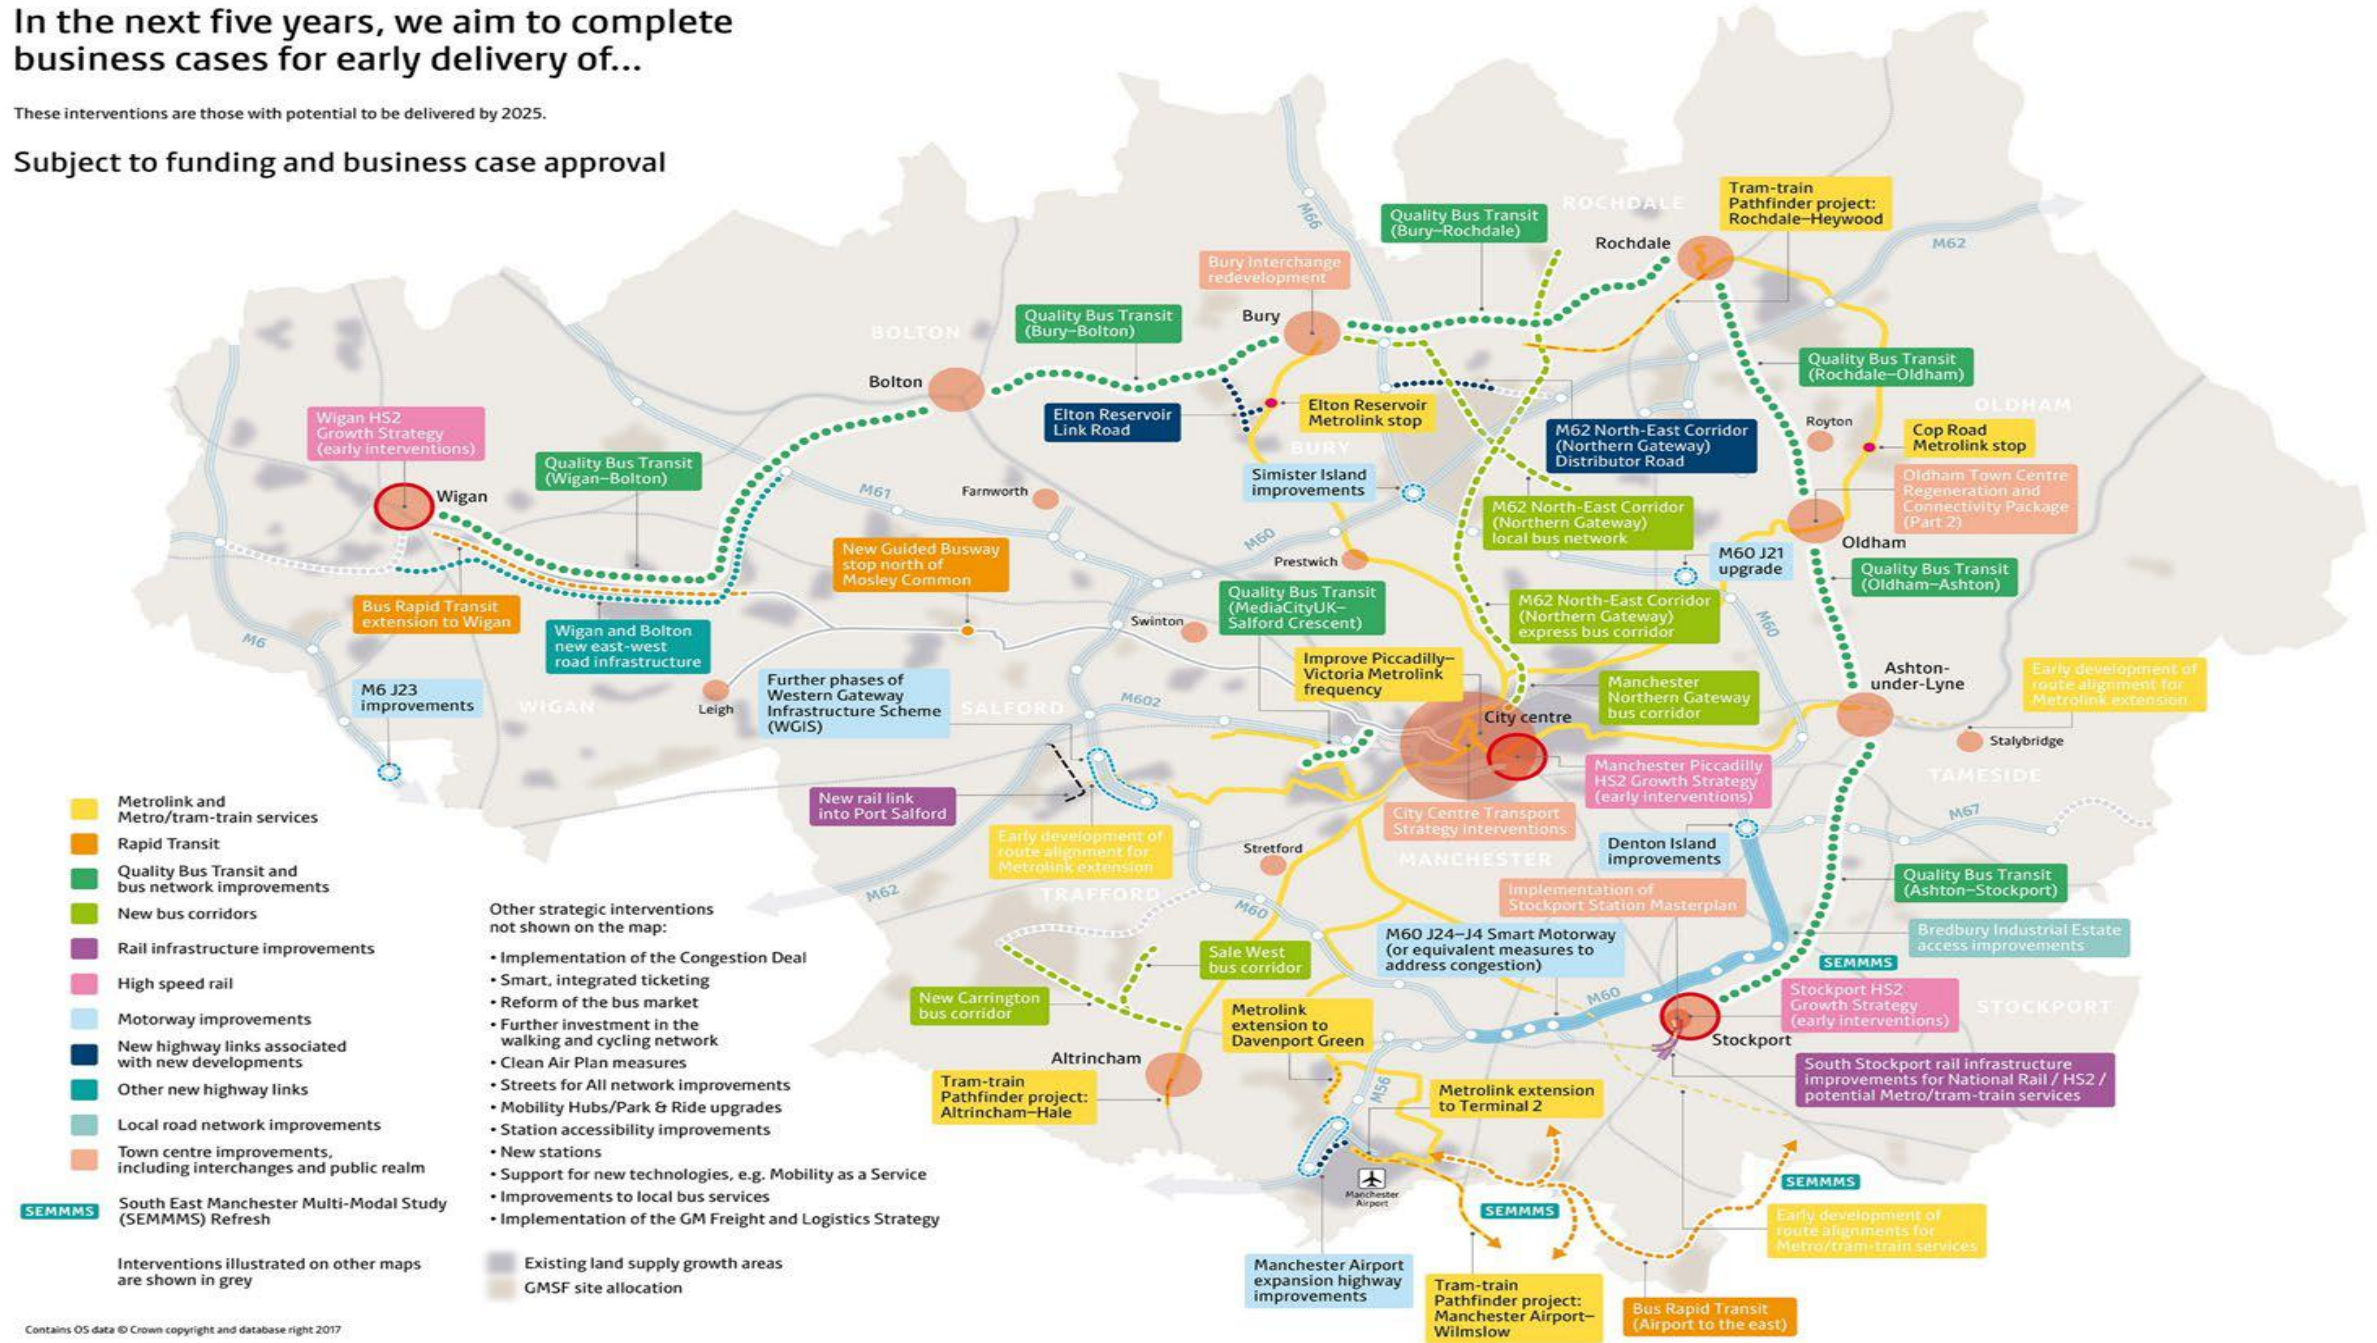 In the next five years, we aim to complete
business cases for early delivery of...
These interventions are those with potential to be delivered by 2025.
Subject to funding and business case approval
ROCHDALE
Tram-train
Pathfinder project:
Rochdale–Heywood
Quality Bus Transit
(Bury–Rochdale)
M66
Rochdale
M62
Bury Interchange
redevelopment
Quality Bus Transit
(Bury–Bolton)
Bury
BOLTON
Bolton
Quality Bus Transit
(Rochdale–Oldham)
OLDHAM
Elton Reservoir
Link Road
Elton Reservoir
Metrolink stop
BURY
M62 North-East Corridor
(Northern Gateway)
Distributor Road
Royton
Cop Road
Metrolink stop
Wigan HS2
Growth Strategy
(early interventions)
Quality Bus Transit
(Wigan–Bolton)
Wigan
M61
Farnworth
Simister Island
improvements
Oldham Town Centre
Regeneration and
Connectivity Package
(Part 2)
M62 North-East Corridor
(Northern Gateway)
local bus network
M60
Oldham
New Guided Busway
stop north of
Mosley Common
Prestwich
M60 J21
upgrade
Quality Bus Transit
(Oldham–Ashton)
Bus Rapid Transit
extension to Wigan
Wigan and Bolton
new east-west
road infrastructure
Swinton
Quality Bus Transit
(MediaCityUK–
Salford Crescent)
M62 North-East Corridor
(Northern Gateway)
express bus corridor
M60
M6
Improve Piccadilly–
Victoria Metrolink
frequency
Ashton-
under-Lyne
Early development of
route alignment for
Metrolink extension
M6 J23
improvements
WIGAN
Leigh
Further phases of
Western Gateway
Infrastructure Scheme
(WGIS)
SALFORD
M602
City centre
Manchester
Northern Gateway
bus corridor
Stalybridge
TAMESIDE
Manchester Piccadilly
HS2 Growth Strategy
(early interventions)
New rail link
into Port Salford
City Centre Transport
Strategy interventions
M67
Early development of
route alignment for
Metrolink extension
Stretford
MANCHESTER
Denton Island
improvements
M62
TRAFFORD
M60
Implementation of
Stockport Station Masterplan
Quality Bus Transit
(Ashton–Stockport)
M60 J24–J4 Smart Motorway
(or equivalent measures to
address congestion)
Bredbury Industrial Estate
access improvements
SEMMMS
Sale West
bus corridor
New Carrington
bus corridor
M60
Stockport HS2
Growth Strategy
(early interventions)
STOCKPORT
Stockport
Metrolink
extension to
Davenport Green
Altrincham
Tram-train
Pathfinder project:
Altrincham–Hale
M56
Metrolink extension
to Terminal 2
South Stockport rail infrastructure
improvements for National Rail / HS2 /
potential Metro/tram-train services
Manchester
Airport
SEMMMS
SEMMMS
Early development of
route alignments for
Metro/tram-train services
Manchester Airport
expansion highway
improvements
Tram-train
Pathfinder project:
Manchester Airport–
Wilmslow
Bus Rapid Transit
(Airport to the east)
Metrolink and
Metro/tram-train services
Rapid Transit
Quality Bus Transit and
bus network improvements
New bus corridors
Rail infrastructure improvements
High speed rail
Motorway improvements
New highway links associated
with new developments
Other new highway links
Local road network improvements
Town centre improvements,
including interchanges and public realm
SEMMMS
South East Manchester Multi-Modal Study
(SEMMMS) Refresh
Interventions illustrated on other maps
are shown in grey
Other strategic interventions
not shown on the map:
• Implementation of the Congestion Deal
• Smart, integrated ticketing
• Reform of the bus market
• Further investment in the
walking and cycling network
• Clean Air Plan measures
• Streets for All network improvements
• Mobility Hubs/Park & Ride upgrades
• Station accessibility improvements
• New stations
• Support for new technologies, e.g. Mobility as a Service
• Improvements to local bus services
• Implementation of the GM Freight and Logistics Strategy
Existing land supply growth areas
GMSF site allocation
Contains OS data © Crown copyright and database right 2017